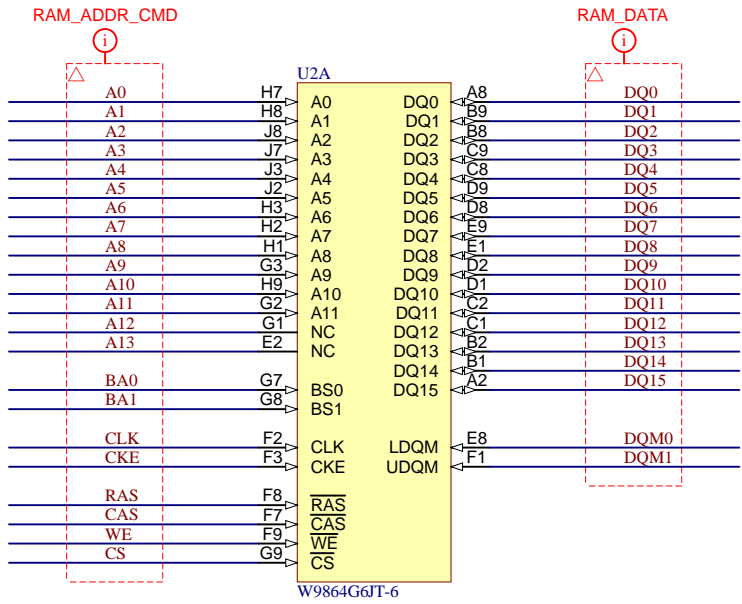 RAM_ADDR_CMD RAM_DATA
i i
U2A
A0 H7 A0 DQ0 A8 DQ0
A1 H8 A1 DQ1 B9 DQ1
A2 J8 A2 DQ2 B8 DQ2
A3 J7 A3 DQ3 C9 DQ3
A4 J3 A4 DQ4 C8 DQ4
A5 J2 A5 DQ5 D9 DQ5
A6 H3 A6 DQ6 D8 DQ6
A7 H2 A7 DQ7 E9 DQ7
A8 H1 A8 DQ8 E1 DQ8
A9 G3 A9 DQ9 D2 DQ9
A10 H9 A10 DQ10 D1 DQ10
A11 G2 A11 DQ11 C2 DQ11
A12 G1 NC DQ12 C1 DQ12
A13 E2 NC DQ13 B2 DQ13
DQ14 B1 DQ14
BA0 G7 BS0 DQ15 A2 DQ15
BA1 G8 BS1
CLK F2 CLK LDQM E8 DQM0
CKE F3 CKE UDQM F1 DQM1
RAS F8 RAS
CAS F7 CAS
WE F9 WE
CS G9 CS
W9864G6JT-6